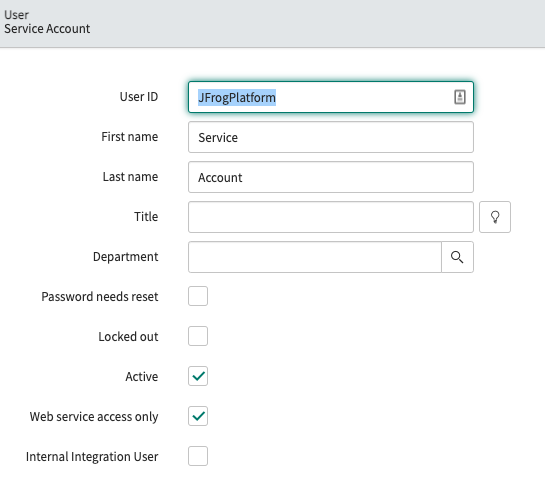 User
Service Account
User ID
JFrogPlatform
First name
Service
Last name
Account
Title
Department
Password needs reset
Locked out
Active
Web service access only
Internal Integration User